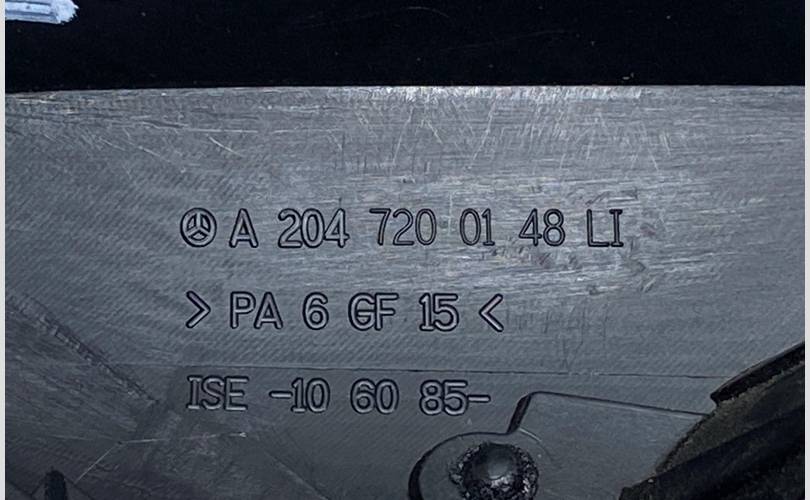 A 204 720 01 48 LI
> PA 6 GF 15 <
ISE -10 60 85-